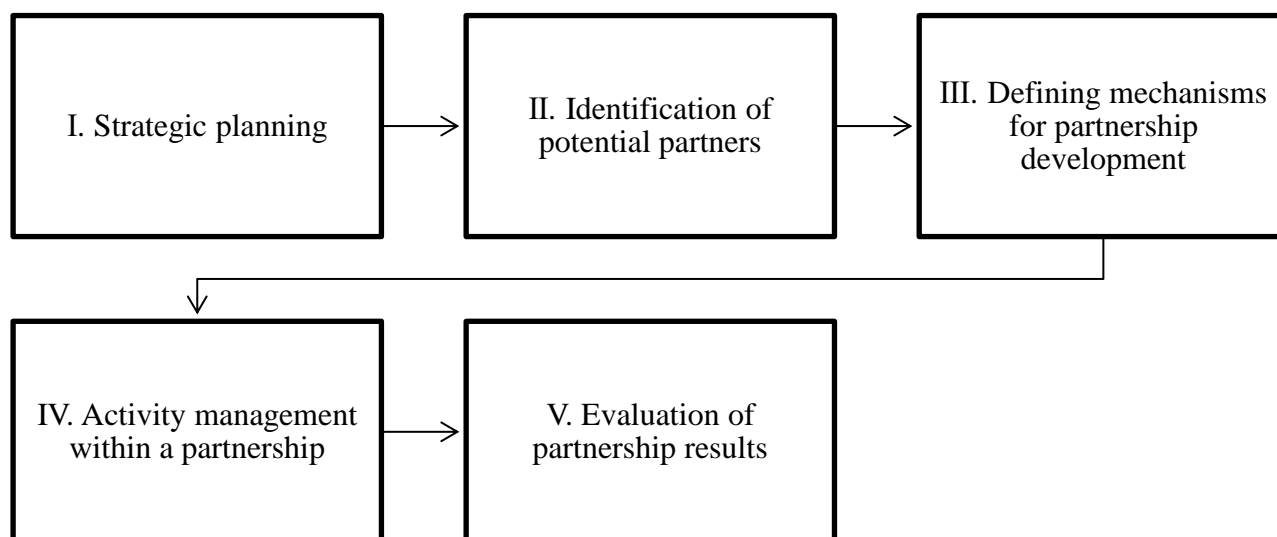 I. Strategic planning
II. Identification of
potential partners
III. Defining mechanisms
for partnership
development
IV. Activity management
within a partnership
V. Evaluation of
partnership results